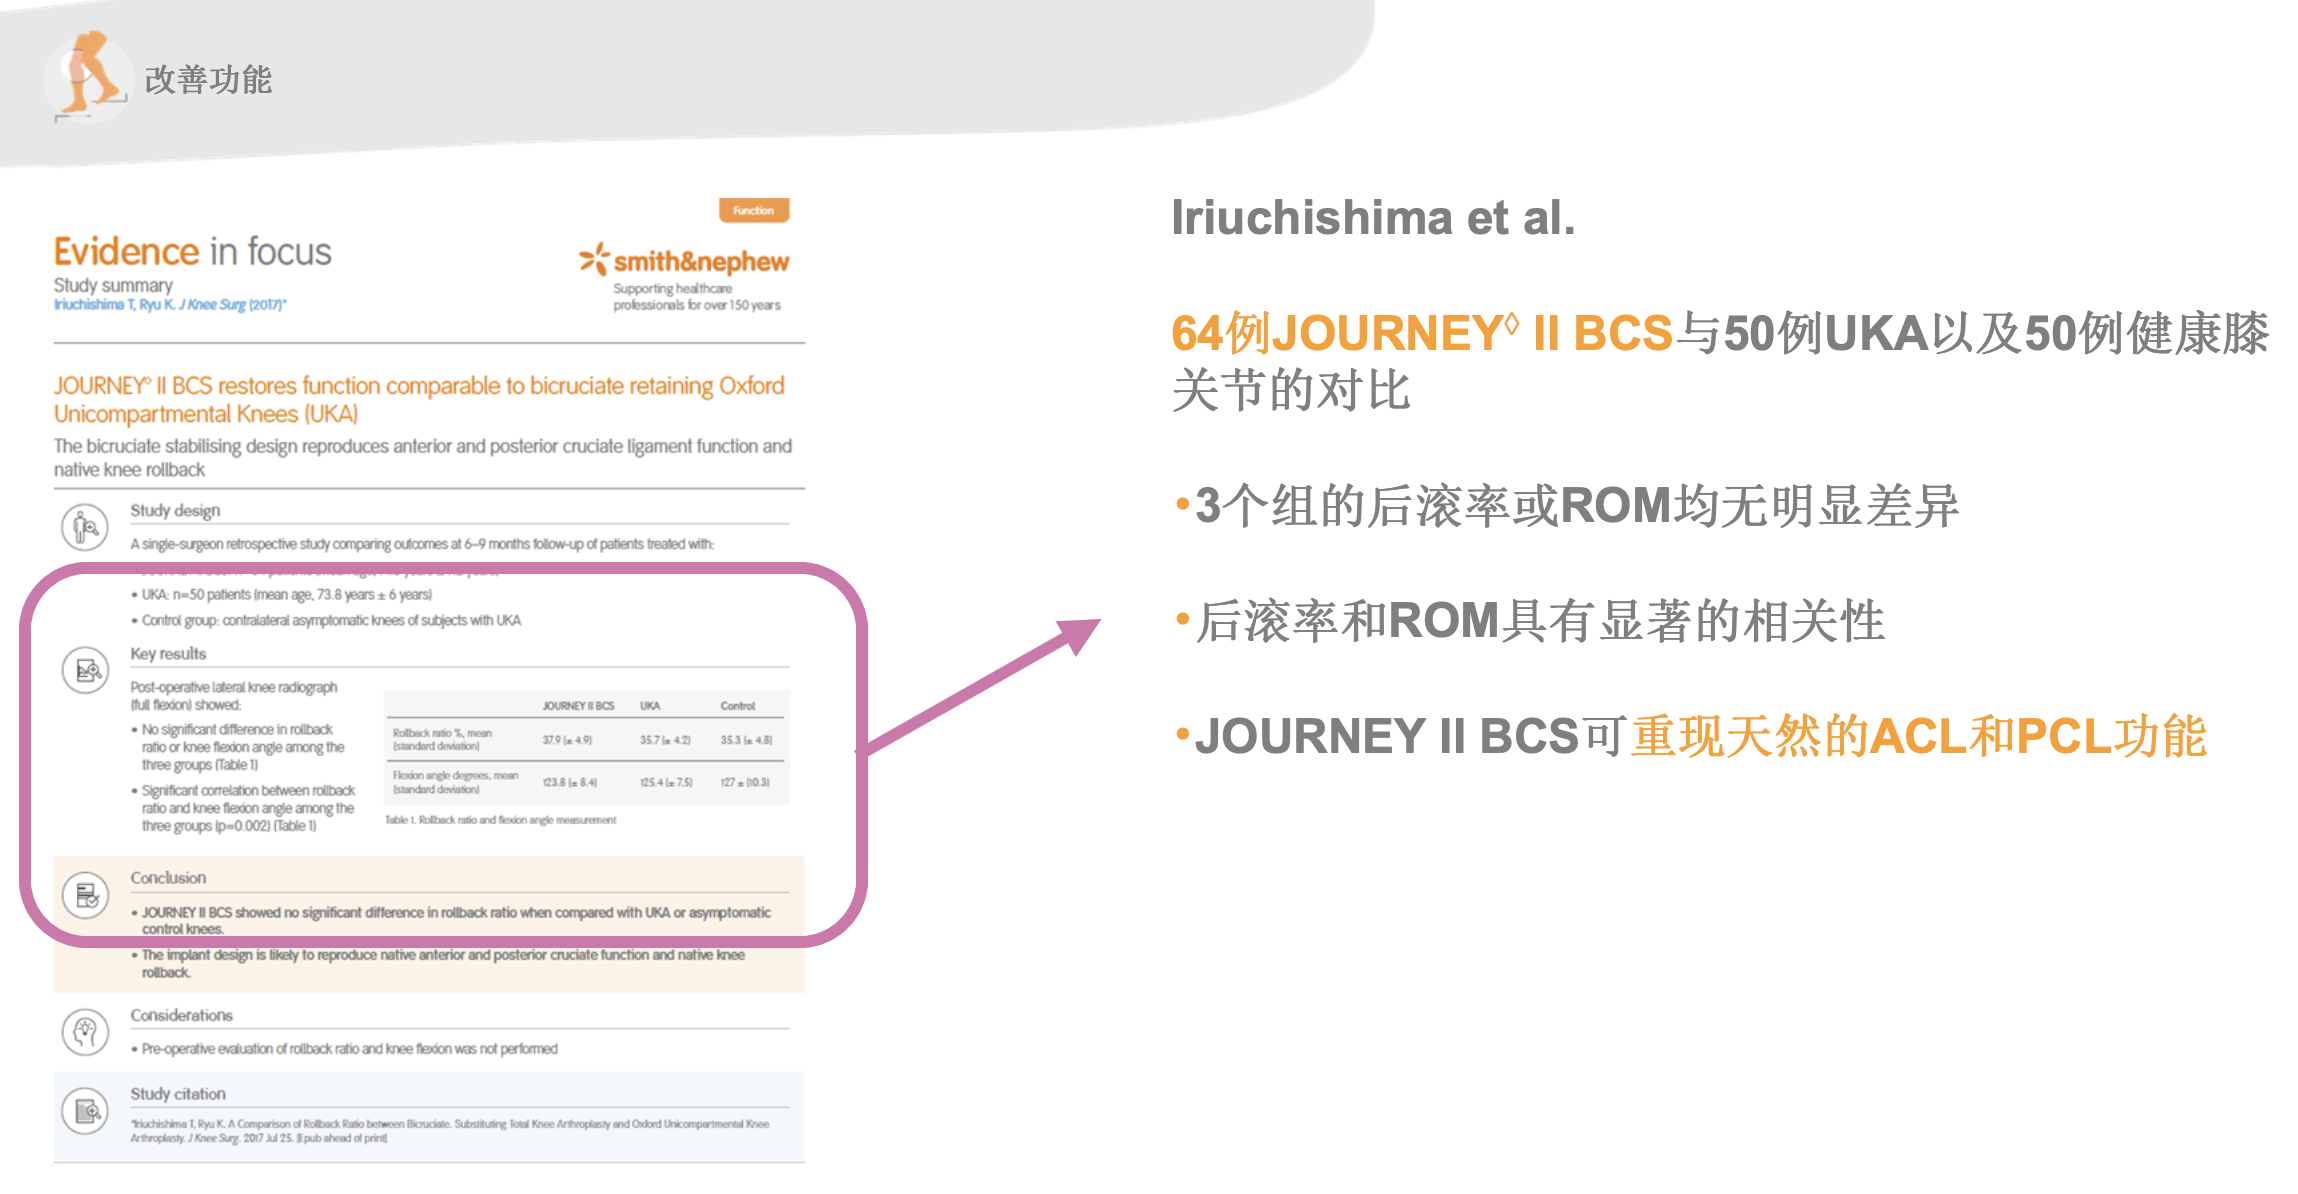 改善功能
Function
Evidence in focus
smith&nephew
Study summary
Iriuchishima T, Ryu K. J Knee Surg (2017)*
Supporting healthcare
professionals for over 150 years
JOURNEY◊ II BCS restores function comparable to bicruciate retaining Oxford
Unicompartmental Knees (UKA)
The bicruciate stabilising design reproduces anterior and posterior cruciate ligament function and
native knee rollback
Study design
A single-surgeon retrospective study comparing outcomes at 6–9 months follow-up of patients treated with:
• UKA: n=50 patients (mean age, 73.8 years ± 6 years)
• Control group: contralateral asymptomatic knees of subjects with UKA
Key results
Post-operative lateral knee radiograph
(full flexion) showed:
• No significant difference in rollback
ratio or knee flexion angle among the
three groups (Table 1)
• Significant correlation between rollback
ratio and knee flexion angle among the
three groups (p=0.002) (Table 1)
JOURNEY II BCS UKA Control
Rollback ratio %, mean
(standard deviation) 37.9 (± 4.9) 35.7 (± 4.2) 35.3 (± 4.8)
Flexion angle degrees, mean
(standard deviation) 123.8 (± 8.4) 125.4 (± 7.5) 127 ± (10.3)
Table 1. Rollback ratio and flexion angle measurement
Conclusion
• JOURNEY II BCS showed no significant difference in rollback ratio when compared with UKA or asymptomatic
control knees.
• The implant design is likely to reproduce native anterior and posterior cruciate function and native knee
rollback.
Considerations
• Pre-operative evaluation of rollback ratio and knee flexion was not performed
Study citation
*Iriuchishima T, Ryu K. A Comparison of Rollback Ratio between Bicruciate. Substituting Total Knee Arthroplasty and Oxford Unicompartmental Knee
Arthroplasty. J Knee Surg. 2017 Jul 25. [Epub ahead of print]
Iriuchishima et al.
64例JOURNEY◊ II BCS与50例UKA以及50例健康膝
关节的对比
•3个组的后滚率或ROM均无明显差异
•后滚率和ROM具有显著的相关性
•JOURNEY II BCS可重现天然的ACL和PCL功能